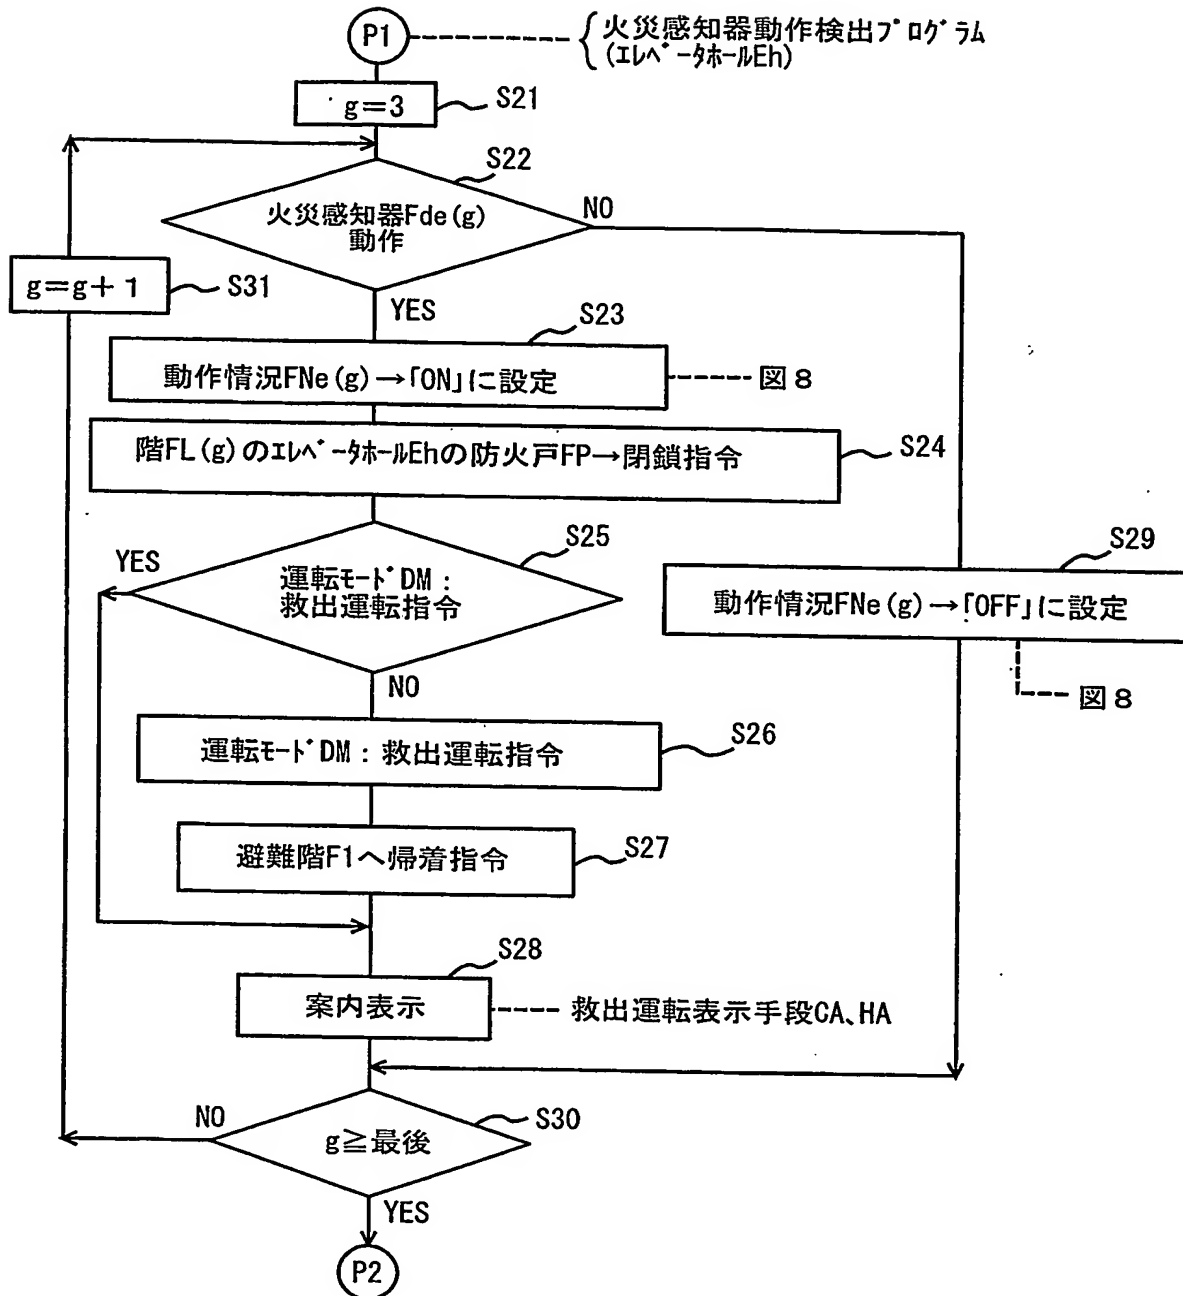 P1
火災感知器動作検出プログラム
(エレベータホールEh)
g=3
S21
S22
火災感知器Fde(g)
動作
NO
g=g+1
S31
YES
S23
動作情況FNe(g)→「ON」に設定
図8
階FL(g)のエレベータホールEhの防火戸FP→閉鎖指令
S24
YES
S25
運転モードDM:
救出運転指令
S29
動作情況FNe(g)→「OFF」に設定
NO
図8
運転モードDM:救出運転指令
S26
避難階F1へ帰着指令
S27
S28
案内表示
救出運転表示手段CA、HA
NO
S30
g≧最後
YES
P2